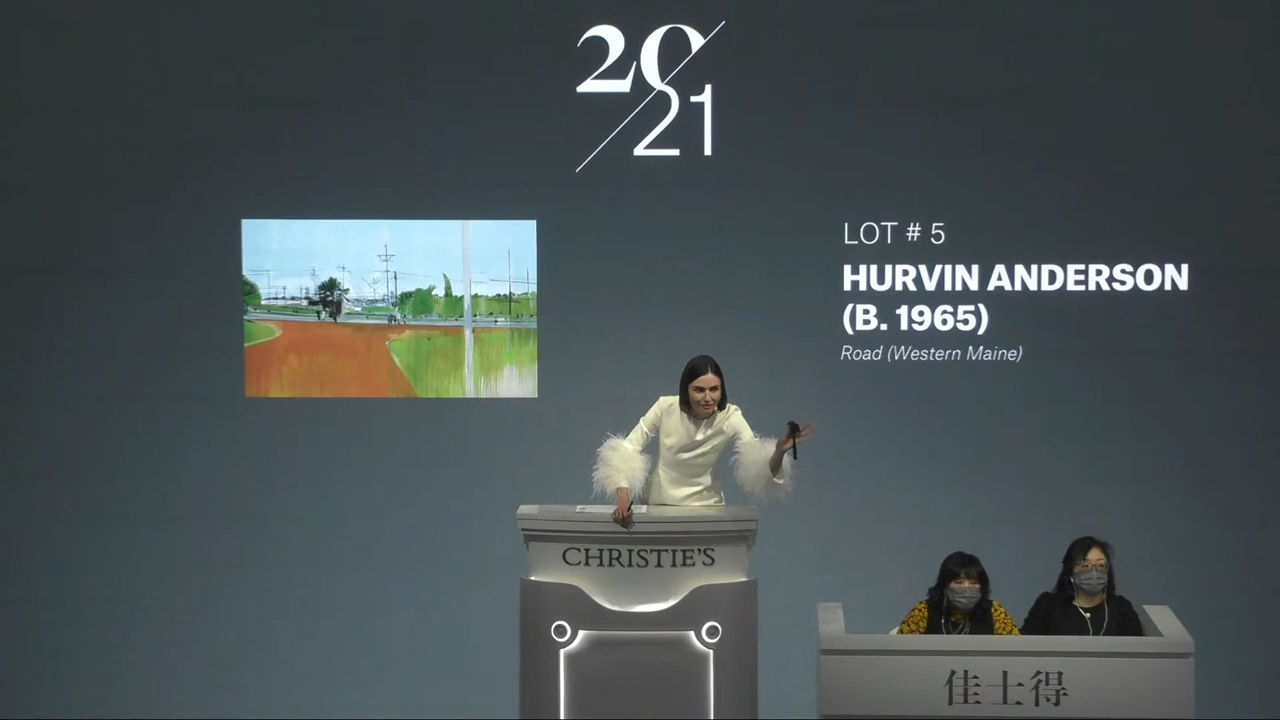 20
21
LOT # 5
HURVIN ANDERSON
(B. 1965)
Road (Western Maine)
CHRISTIE'S
佳士得